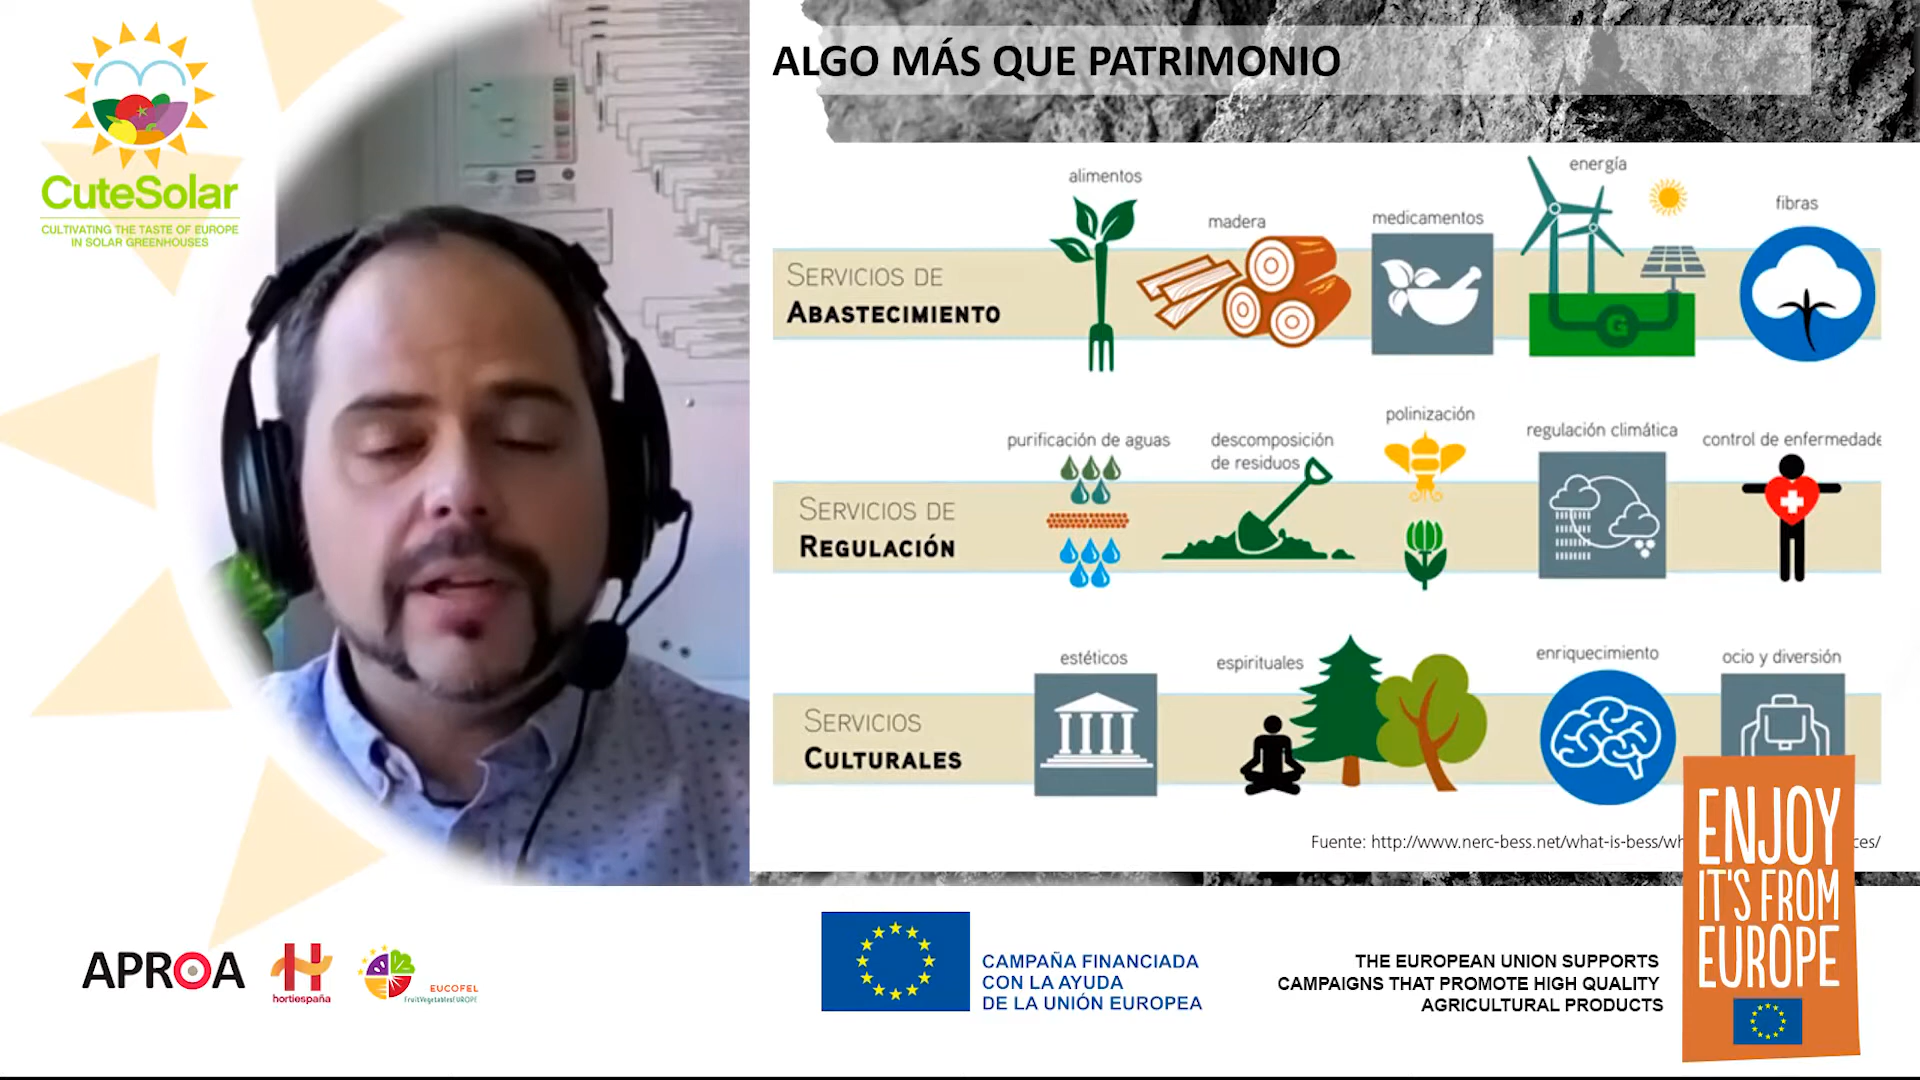 CuteSolar
CULTIVATING THE TASTE OF EUROPE
IN SOLAR GREENHOUSES
ALGO MÁS QUE PATRIMONIO
SERVICIOS DE
ABASTECIMIENTO
alimentos
madera
medicamentos
energía
fibras
G
SERVICIOS DE
REGULACIÓN
purificación de aguas
descomposición
de residuos
polinización
regulación climática
control de enfermedade
SERVICIOS
CULTURALES
estéticos
espirituales
enriquecimiento
ocio y diversión
Fuente: http://www.nerc-bess.net/what-is-bess/wh
ces/
ENJOY
IT'S FROM
EUROPE
APROA
hortiespaña
EUCOFEL
FruitVegetablesEUROPE
CAMPAÑA FINANCIADA
CON LA AYUDA
DE LA UNIÓN EUROPEA
THE EUROPEAN UNION SUPPORTS
CAMPAIGNS THAT PROMOTE HIGH QUALITY
AGRICULTURAL PRODUCTS